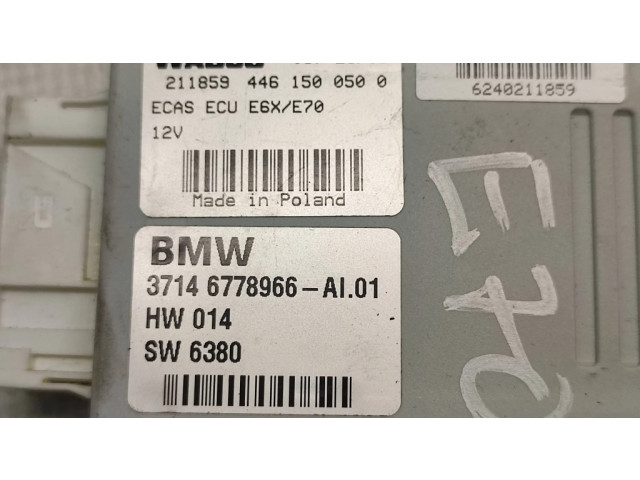 211859 446 150 050 0
ECAS ECU E6X/E70
12V
Made in Poland
6240211859
BMW
3714 6778966-AI.01
HW 014
SW 6380
E70